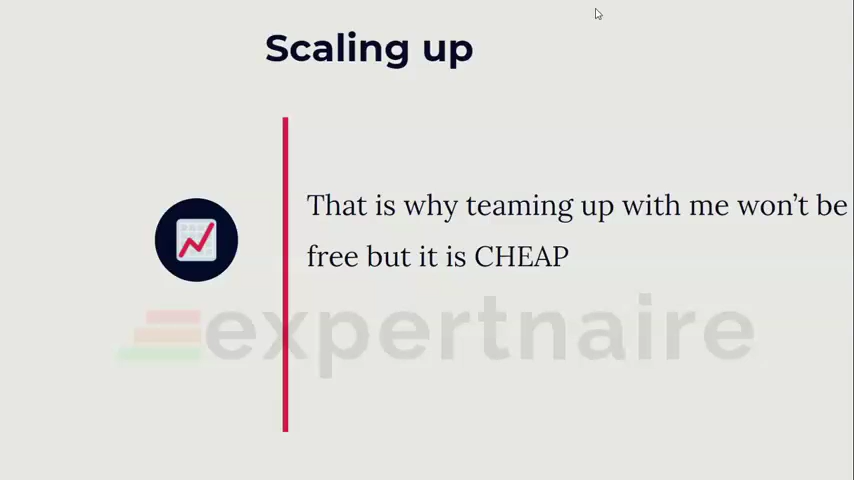 Scaling up
That is why teaming up with me won't be
free but it is CHEAP
expertnaire